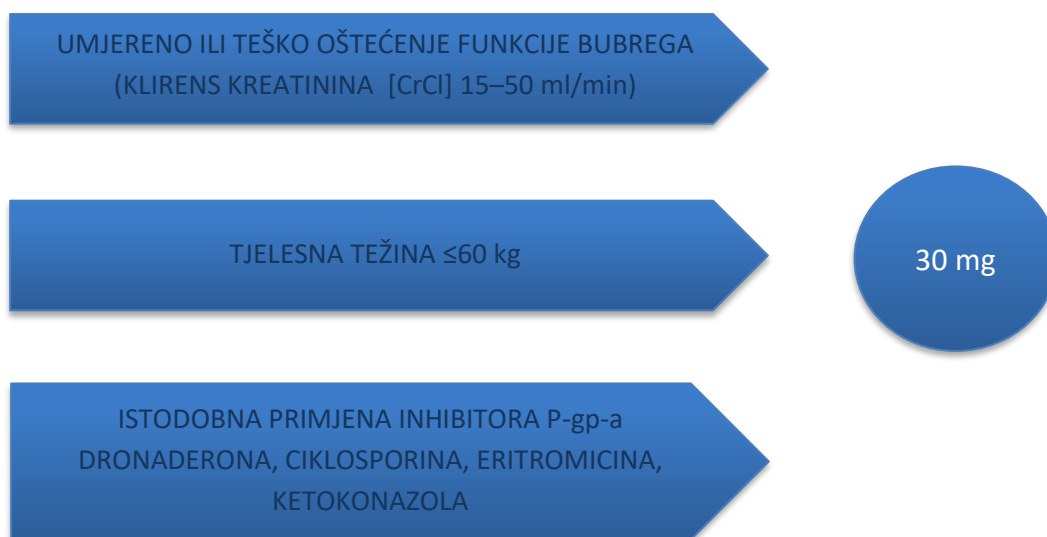 UMJERENO ILI TEŠKO OŠTEĆENJE FUNKCIJE BUBREGA
(KLIRENS KREATININA [CrCl] 15–50 ml/min)
TJELESNA TEŽINA ≤60 kg
30 mg
ISTODOBNA PRIMJENA INHIBITORA P-gp-a
DRONADERONA, CIKLOSPORINA, ERITROMICINA,
KETOKONAZOLA